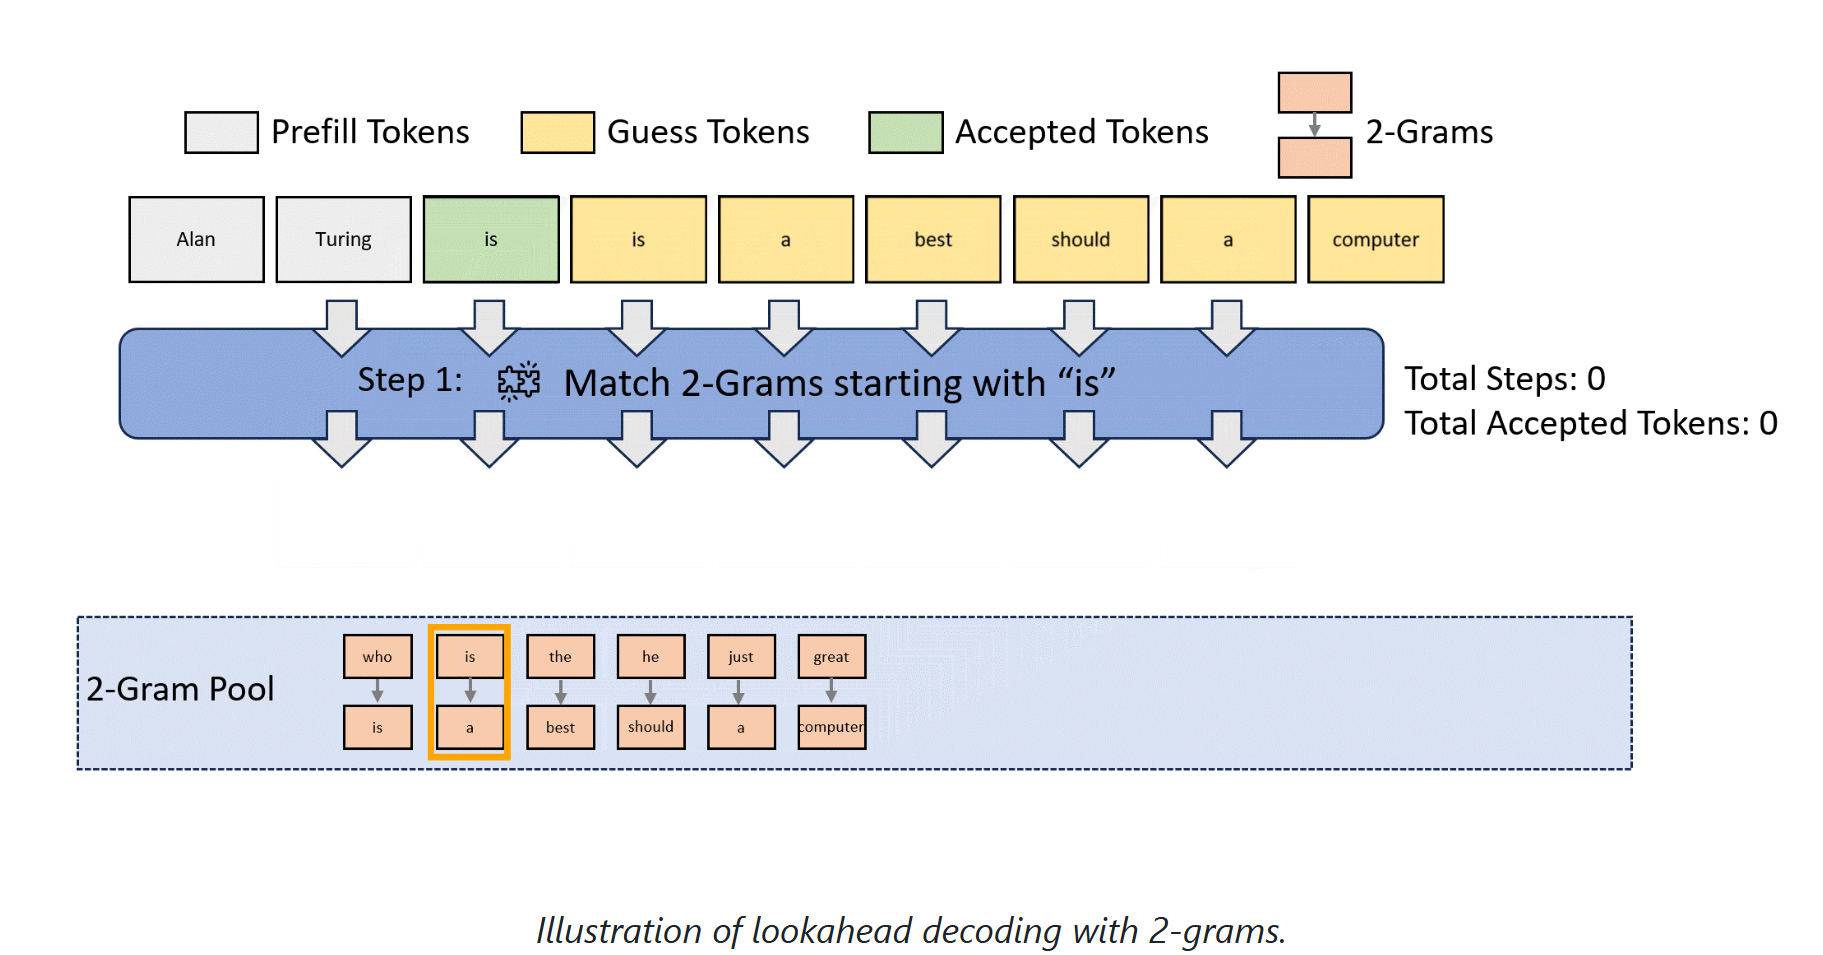 Prefill Tokens Guess Tokens Accepted Tokens 2-Grams
Alan Turing is is a best should a computer
Step 1: Match 2-Grams starting with “is”
Total Steps: 0
Total Accepted Tokens: 0
2-Gram Pool
who is the he just great
is a best should a computer
Illustration of lookahead decoding with 2-grams.